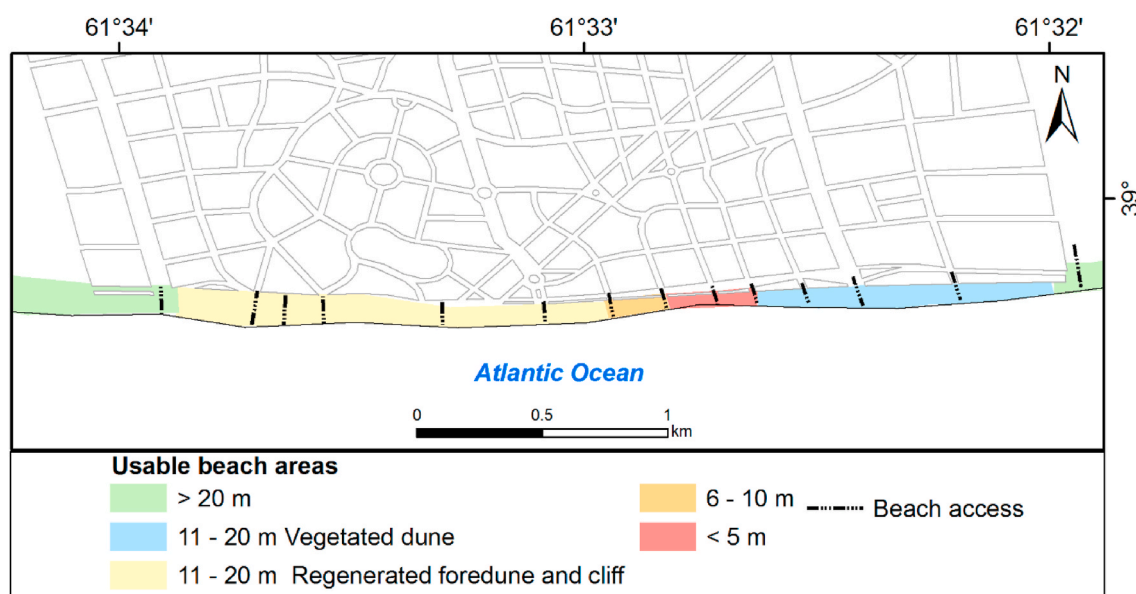 61°34' 61°33' 61°32'
N
39°
Atlantic Ocean
0 0.5 1
km
Usable beach areas
> 20 m
11 - 20 m Vegetated dune
11 - 20 m Regenerated foredune and cliff
6 - 10 m
< 5 m
Beach access